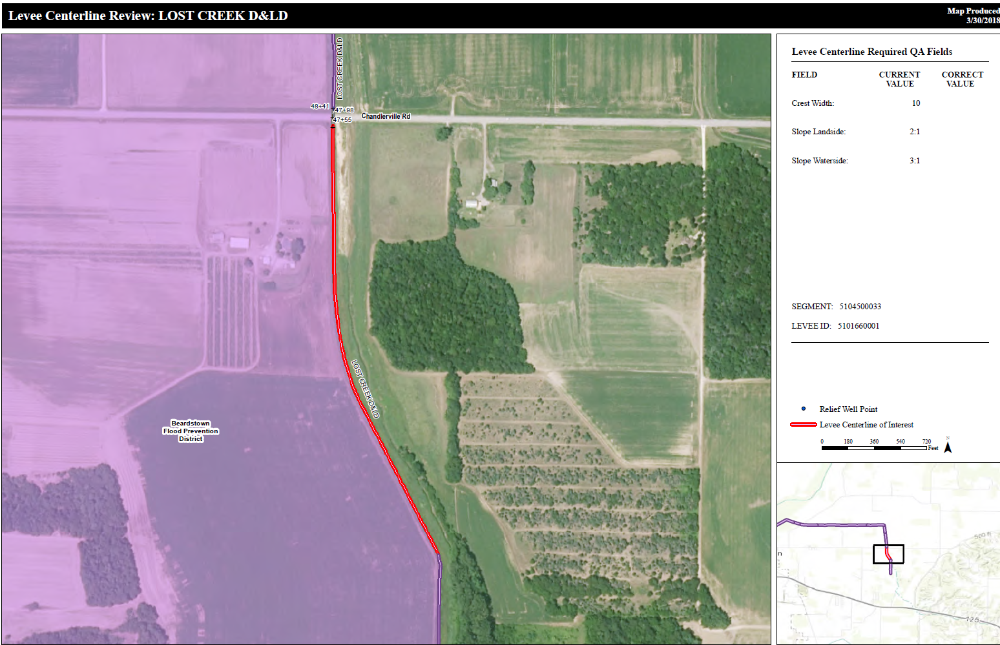 Levee Centerline Review: LOST CREEK D&LD
Map Produced
3/30/2018
LOST CREEK D&LD
48+41
47+98
47+55
Chandlerville Rd
LOST CREEK D&LD
Beardstown
Flood Prevention
District
Levee Centerline Required QA Fields
FIELD CURRENT VALUE CORRECT VALUE
Crest Width: 10
Slope Landside: 2:1
Slope Waterside: 3:1
SEGMENT: 5104500033
LEVEE ID: 5101660001
Relief Well Point
Levee Centerline of Interest
0 180 360 540 720
Feet
N
500 ft
n
125